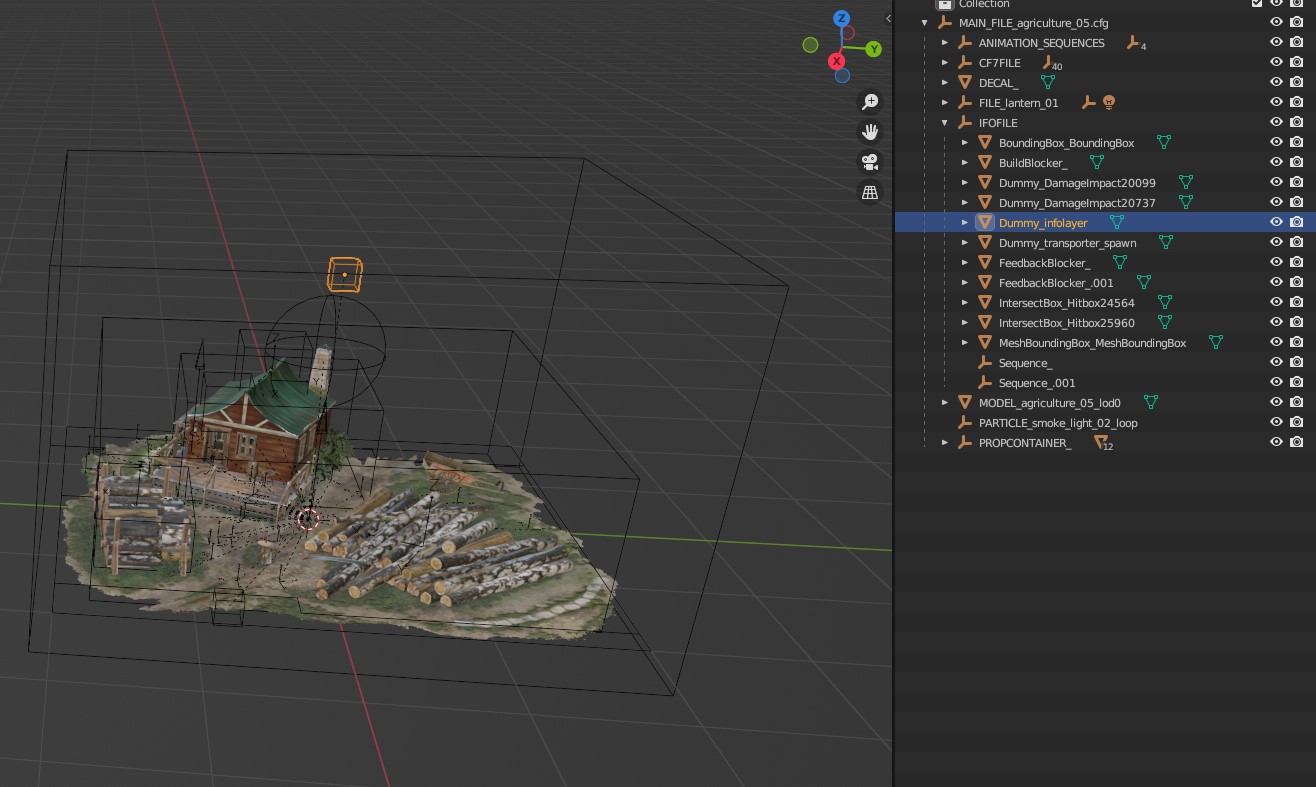 Collection
MAIN_FILE_agriculture_05.cfg
ANIMATION_SEQUENCES 4
CF7FILE 40
DECAL_
FILE_lantern_01
IFOFILE
BoundingBox_BoundingBox
BuildBlocker_
Dummy_DamageImpact20099
Dummy_DamageImpact20737
Dummy_infolayer
Dummy_transporter_spawn
FeedbackBlocker_
FeedbackBlocker_.001
IntersectBox_Hitbox24564
IntersectBox_Hitbox25960
MeshBoundingBox_MeshBoundingBox
Sequence_
Sequence_.001
MODEL_agriculture_05_lod0
PARTICLE_smoke_light_02_loop
PROPCONTAINER_ 12
Z
Y
X